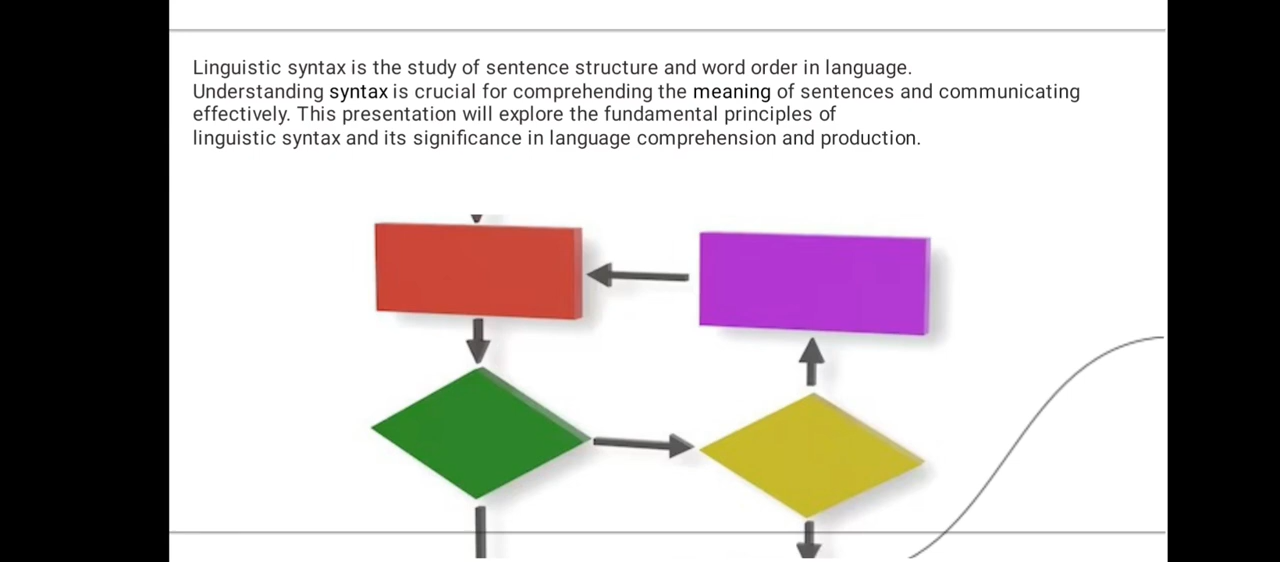 Linguistic syntax is the study of sentence structure and word order in language.
Understanding syntax is crucial for comprehending the meaning of sentences and communicating
effectively. This presentation will explore the fundamental principles of
linguistic syntax and its significance in language comprehension and production.